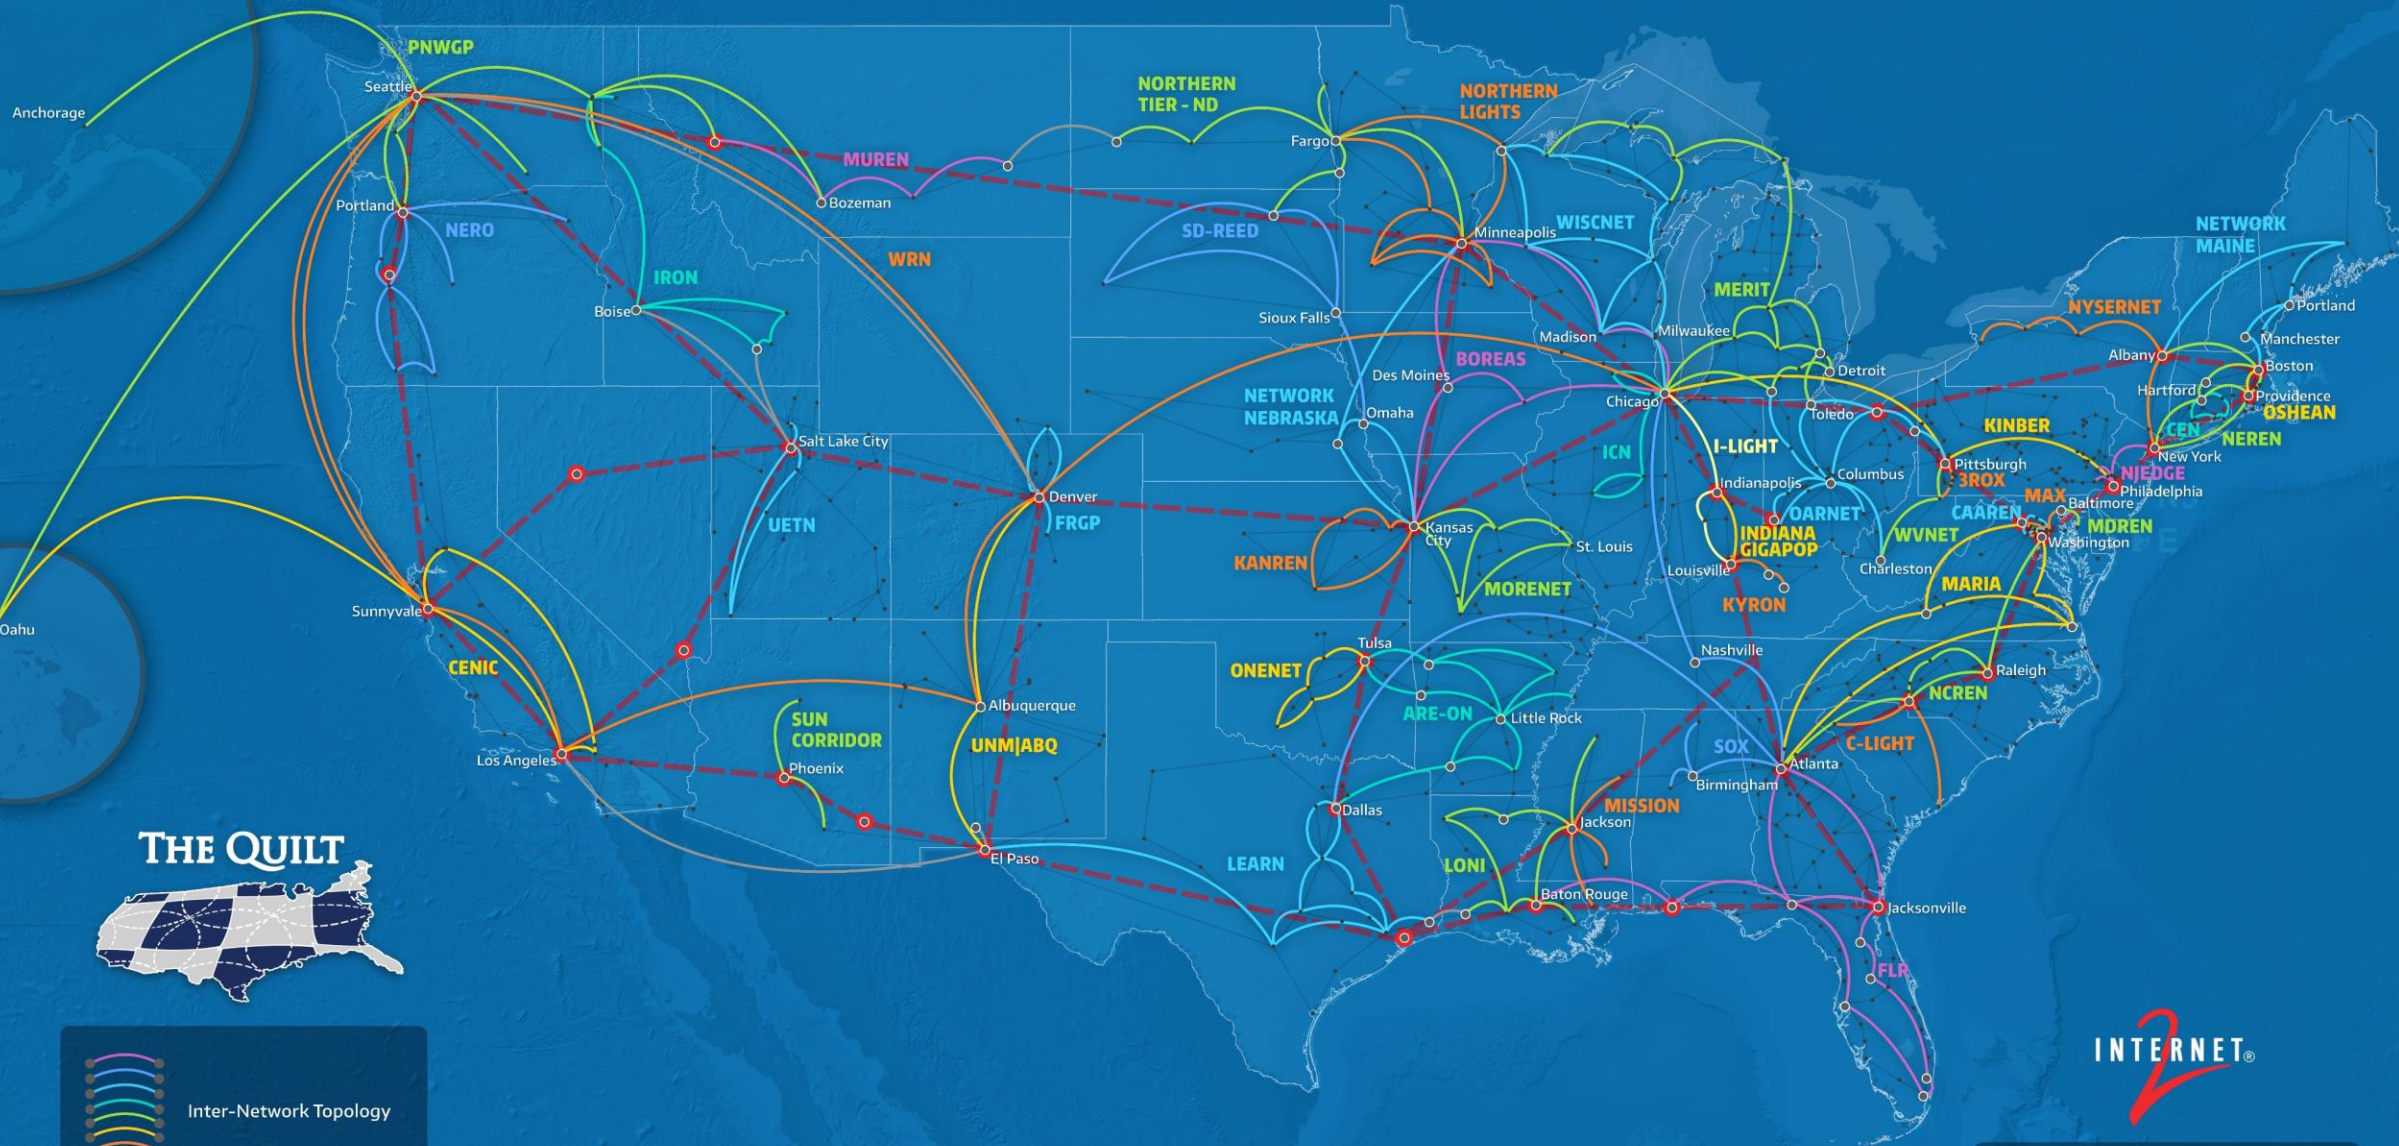 PNWGP
Seattle
Anchorage
NORTHERN
TIER - ND
NORTHERN
LIGHTS
Fargo
MUREN
Bozeman
Portland
NERO
SD-REED
Minneapolis
WISCNET
NETWORK
MAINE
WRN
IRON
Boise
Sioux Falls
MERIT
NYSERNET
Portland
Madison
Milwaukee
Manchester
BOREAS
Albany
Boston
Des Moines
Detroit
Hartford
Providence
NETWORK
NEBRASKA
Omaha
Chicago
Toledo
OSHEAN
KINBER
CEN
NEREN
Salt Lake City
ICN
I-LIGHT
New York
Pittsburgh
NJEDGE
Columbus
3ROX
Indianapolis
Philadelphia
Denver
MAX
Baltimore
FRGP
UETN
Kansas
City
OARNET
CAAREN
MDREN
INDIANA
GIGAPOP
WVNET
Washington
St. Louis
KANREN
Louisville
Charleston
MORENET
MARIA
KYRON
Sunnyvale
Oahu
Tulsa
Nashville
CENIC
ONENET
Raleigh
NCREN
Albuquerque
ARE-ON
Little Rock
SUN
CORRIDOR
UNM|ABQ
SOX
C-LIGHT
Los Angeles
Phoenix
Atlanta
Birmingham
Dallas
MISSION
Jackson
THE QUILT
El Paso
LEARN
LONI
Baton Rouge
Jacksonville
FLR
INTERNET
2
®
Inter-Network Topology